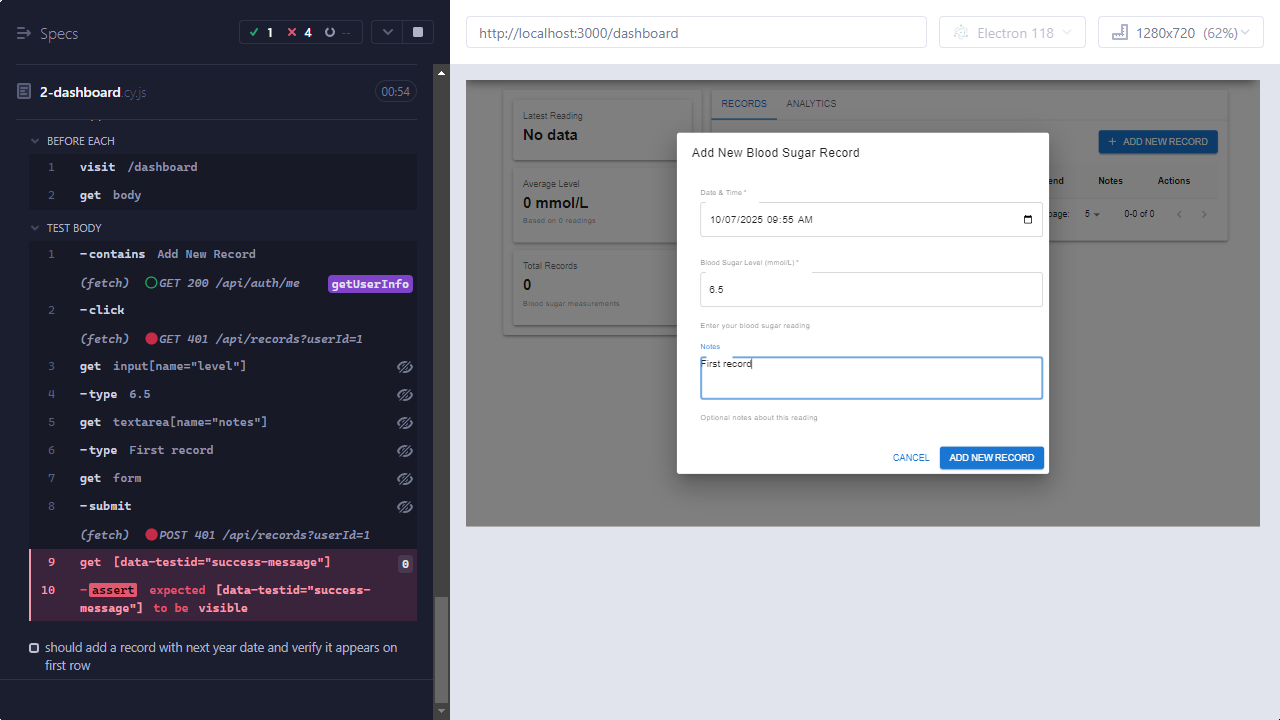 Specs
1
4
--
2-dashboard.cy.js
00:54
BEFORE EACH
1 visit /dashboard
2 get body
TEST BODY
1 -contains Add New Record
(fetch) GET 200 /api/auth/me getUserInfo
2 -click
(fetch) GET 401 /api/records?userId=1
3 get input[name="level"]
4 -type 6.5
5 get textarea[name="notes"]
6 -type First record
7 get form
8 -submit
(fetch) POST 401 /api/records?userId=1
9 get [data-testid="success-message"] 0
10 -assert expected [data-testid="success-
message"] to be visible
should add a record with next year date and verify it appears on
first row
http://localhost:3000/dashboard
Electron 118
1280x720 (62%)
Latest Reading
No data
Average Level
0 mmol/L
Based on 0 readings
Total Records
0
Blood sugar measurements
RECORDS
ANALYTICS
+ ADD NEW RECORD
end
Notes
Actions
page:
5
0-0 of 0
Add New Blood Sugar Record
Date & Time *
10/07/2025 09:55 AM
Blood Sugar Level (mmol/L) *
6.5
Enter your blood sugar reading
Notes
First record
Optional notes about this reading
CANCEL
ADD NEW RECORD